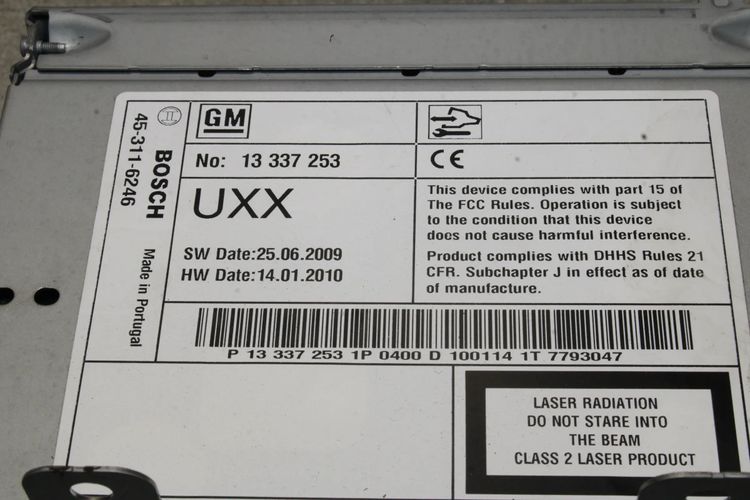 45-311-6246
BOSCH
Made in Portugal
GM
No: 13 337 253
CE
UXX
SW Date:25.06.2009
HW Date:14.01.2010
This device complies with part 15 of
The FCC Rules. Operation is subject
to the condition that this device
does not cause harmful interference.
Product complies with DHHS Rules 21
CFR. Subchapter J in effect as of date
of manufacture.
P 13 337 253 1P 0400 D 100114 1T 7793047
LASER RADIATION
DO NOT STARE INTO
THE BEAM
CLASS 2 LASER PRODUCT